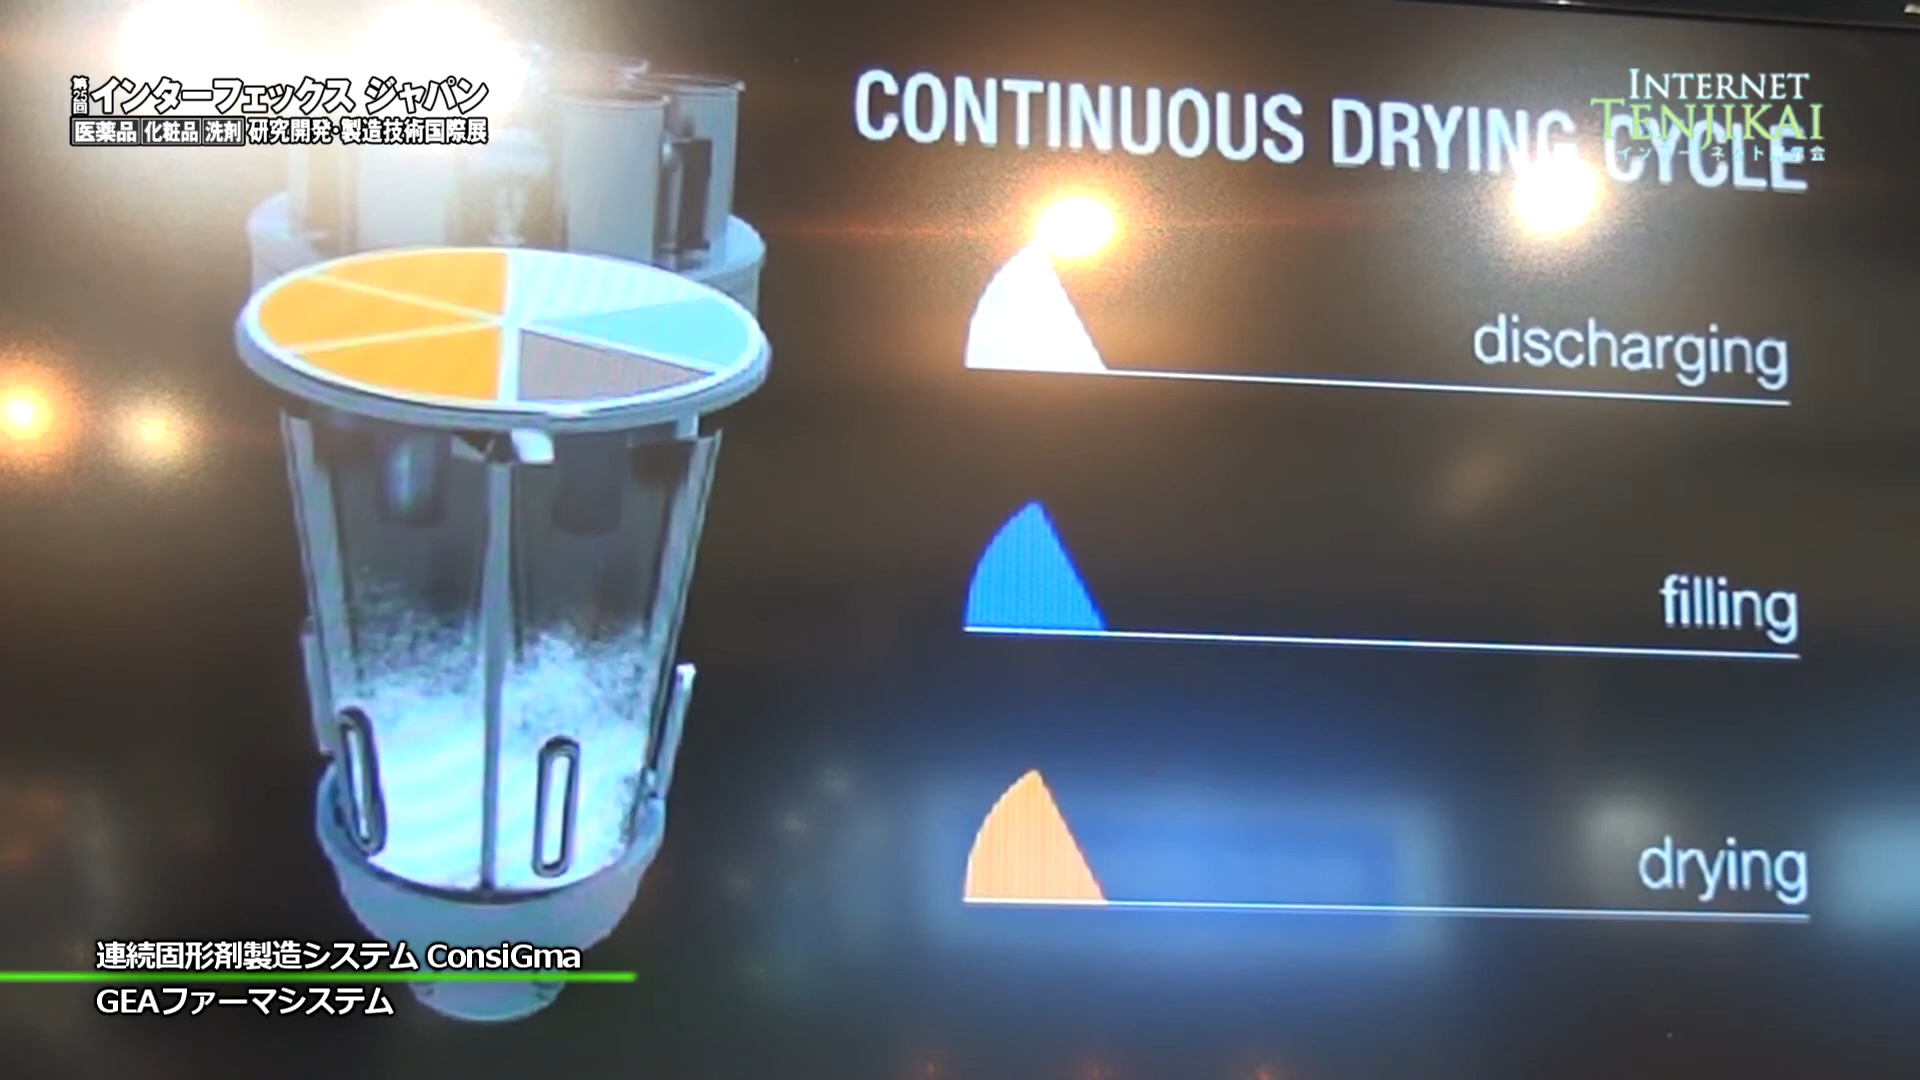 第25回 インターフェックス ジャパン
医薬品 化粧品 洗剤 研究開発・製造技術国際展
INTERNET
TENJIKAI
CONTINUOUS DRYING CYCLE
discharging
filling
drying
連続固形剤製造システム ConsiGma
GEAファーマシステム